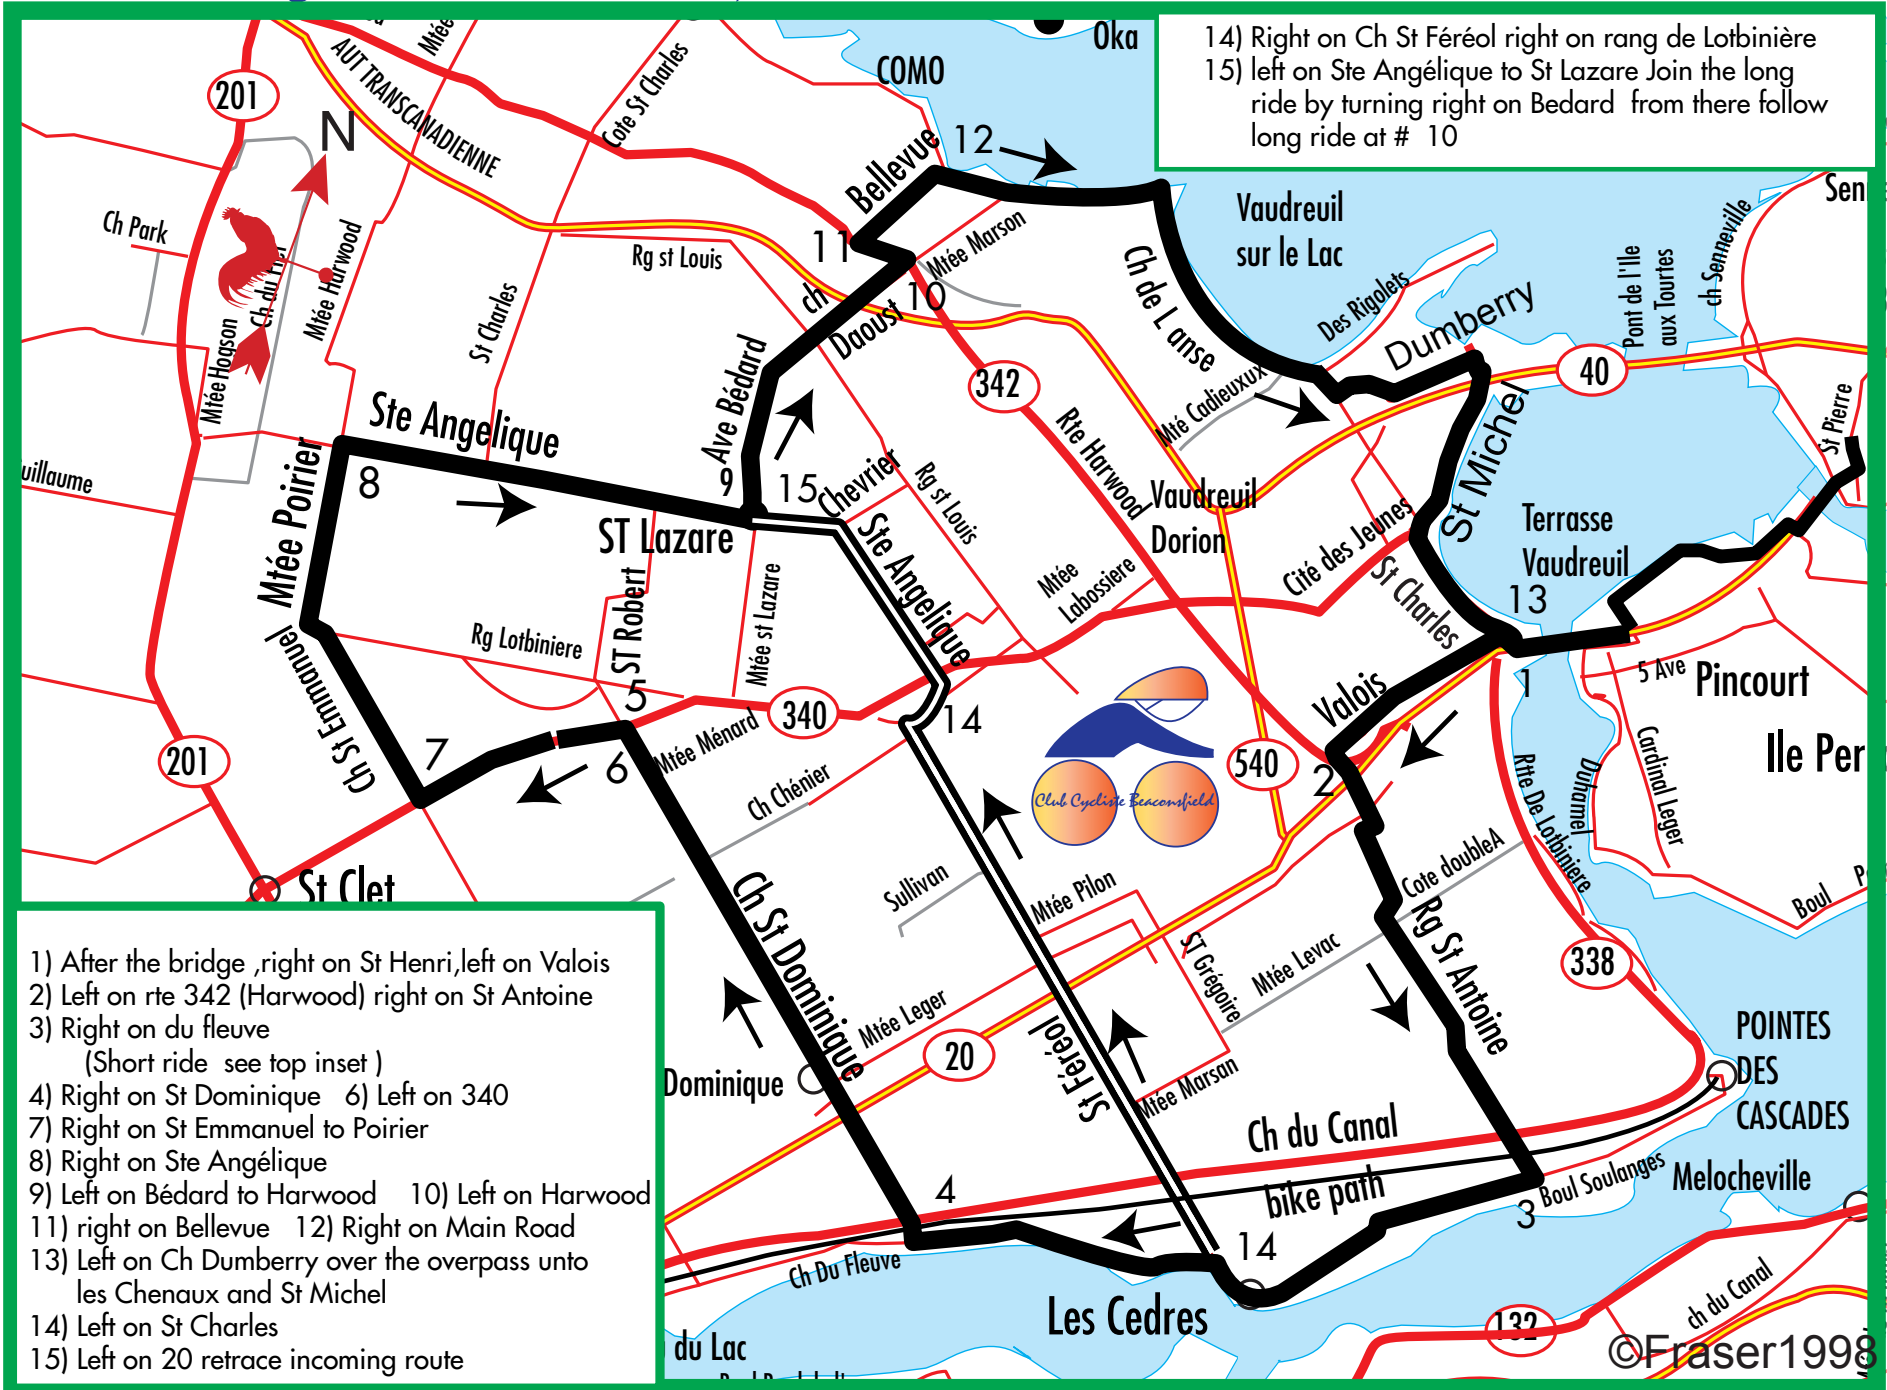 14) Right on Ch St Féréol right on rang de Lotbinière
15) left on Ste Angélique to St Lazare Join the long
ride by turning right on Bedard from there follow
long ride at # 10
Oka
COMO
201
AUT TRANSCANADIENNE
Mtée
Cote St Charles
N
Bellevue
12
Ch Park
Mtée Harwood
Mtée Hogson
St Charles
Rg st Louis
11
Mtée Marson
10
ch
Daoust
Vaudreuil
sur le Lac
Ch de L anse
Des Rigolets
Dumberry
Pont de l'Ile
aux Tourtes
ch Senneville
40
342
Mté Cadieuxux
St Pierre
Ste Angelique
Ave Bédard
Rte Harwood
St Michel
8
9
15
Chevrier
Rg st Louis
Vaudreuil
Dorion
Mtée Poirier
ST Lazare
Ste Angelique
Cité des Jeunes
Terrasse
Vaudreuil
Mtée
Labossiere
St Charles
13
Rg Lotbiniere
ST Robert
Mtée st Lazare
Ch St Emmanuel
5
340
14
Valois
1
5 Ave
Pincourt
201
7
6
Mtée Ménard
540
2
Ile Per
Cardinal Leger
Duhamel
Rtte De Lotbiniere
Ch Chénier
Club Cycliste Beaconsfield
St Clet
Sullivan
Mtée Pilon
Cote doubleA
Boul
Ch St Dominique
Rg St Antoine
ST Grégoire
Mtée Levac
338
Mtée Leger
20
St Féréol
Dominique
Mtée Marsan
POINTES
DES
CASCADES
Ch du Canal
bike path
Boul Soulanges
Melocheville
4
3
14
Ch Du Fleuve
Les Cedres
ch du Canal
132
du Lac
©Fraser1998
1) After the bridge ,right on St Henri,left on Valois
2) Left on rte 342 (Harwood) right on St Antoine
3) Right on du fleuve
(Short ride see top inset )
4) Right on St Dominique 6) Left on 340
7) Right on St Emmanuel to Poirier
8) Right on Ste Angélique
9) Left on Bédard to Harwood 10) Left on Harwood
11) right on Bellevue 12) Right on Main Road
13) Left on Ch Dumberry over the overpass unto
les Chenaux and St Michel
14) Left on St Charles
15) Left on 20 retrace incoming route